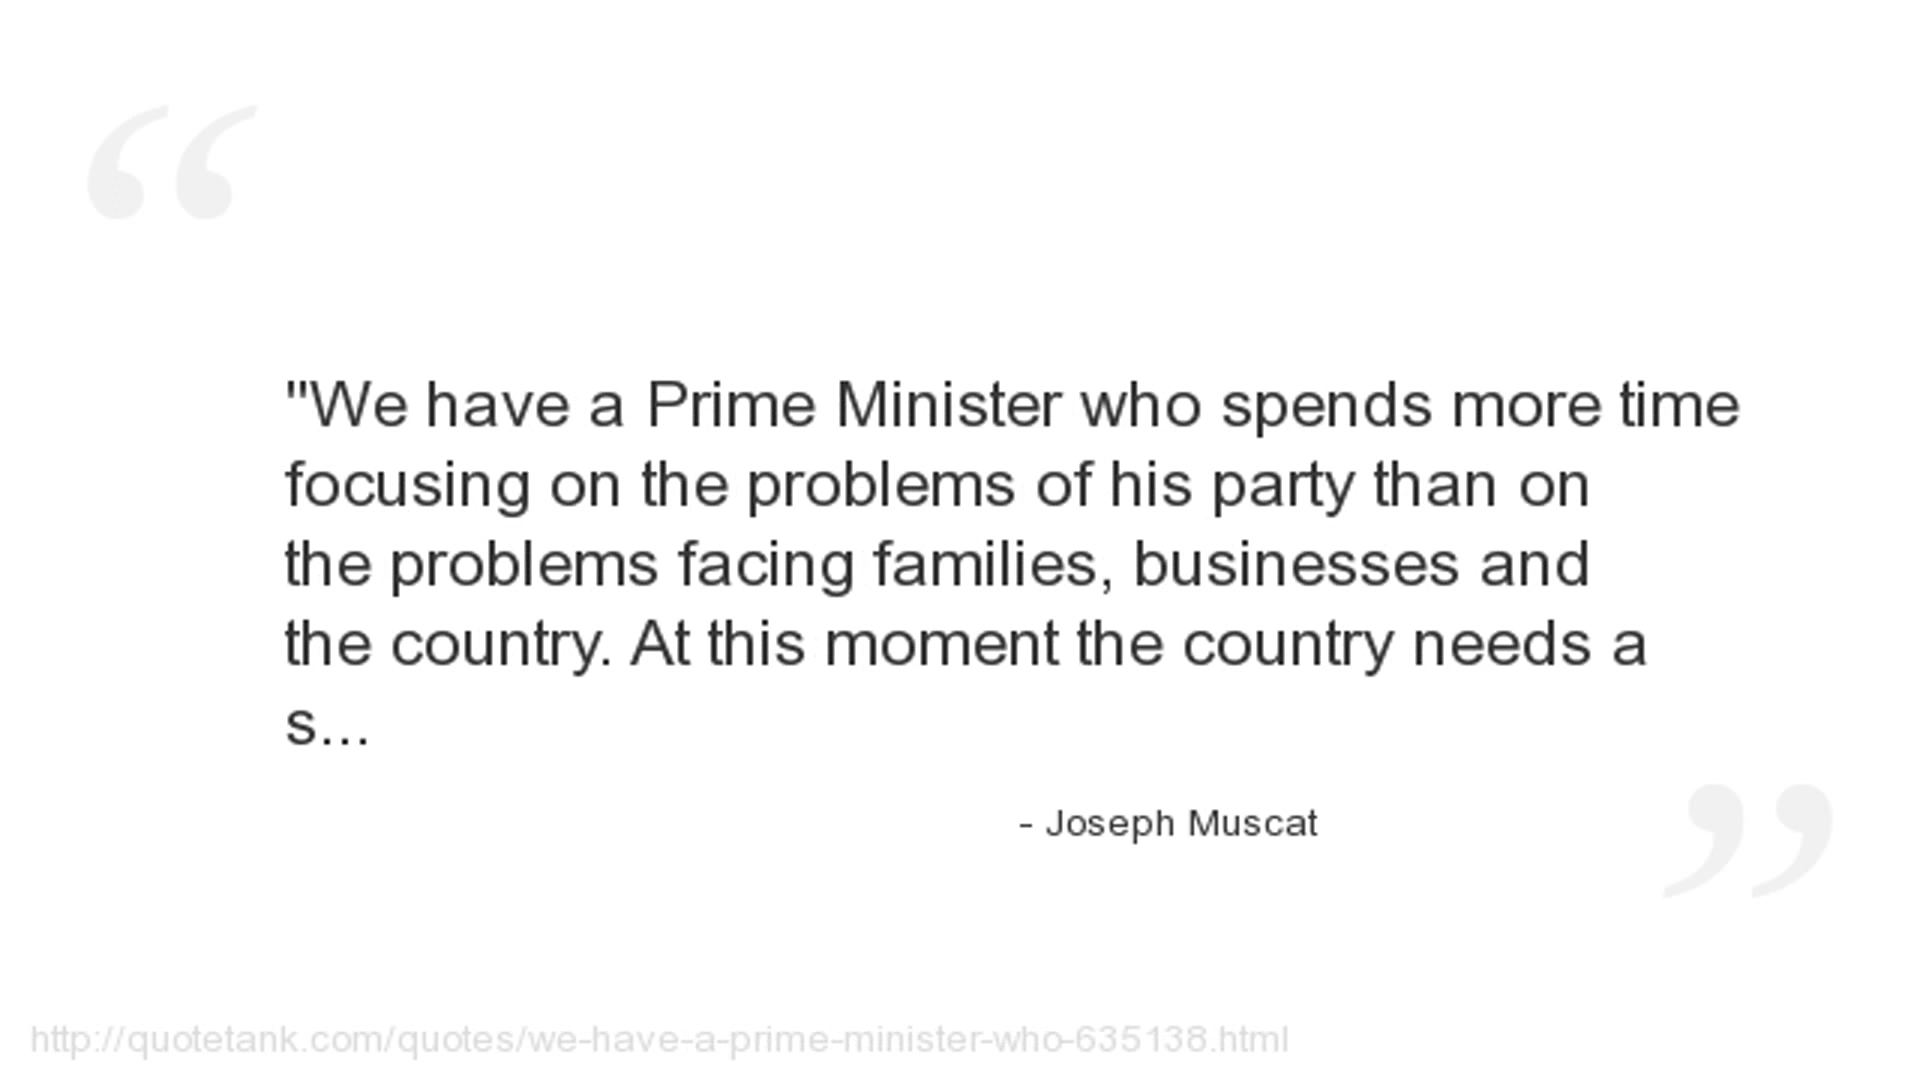 "We have a Prime Minister who spends more time
focusing on the problems of his party than on
the problems facing families, businesses and
the country. At this moment the country needs a
s...
- Joseph Muscat
http://quotetank.com/quotes/we-have-a-prime-minister-who-635138.html